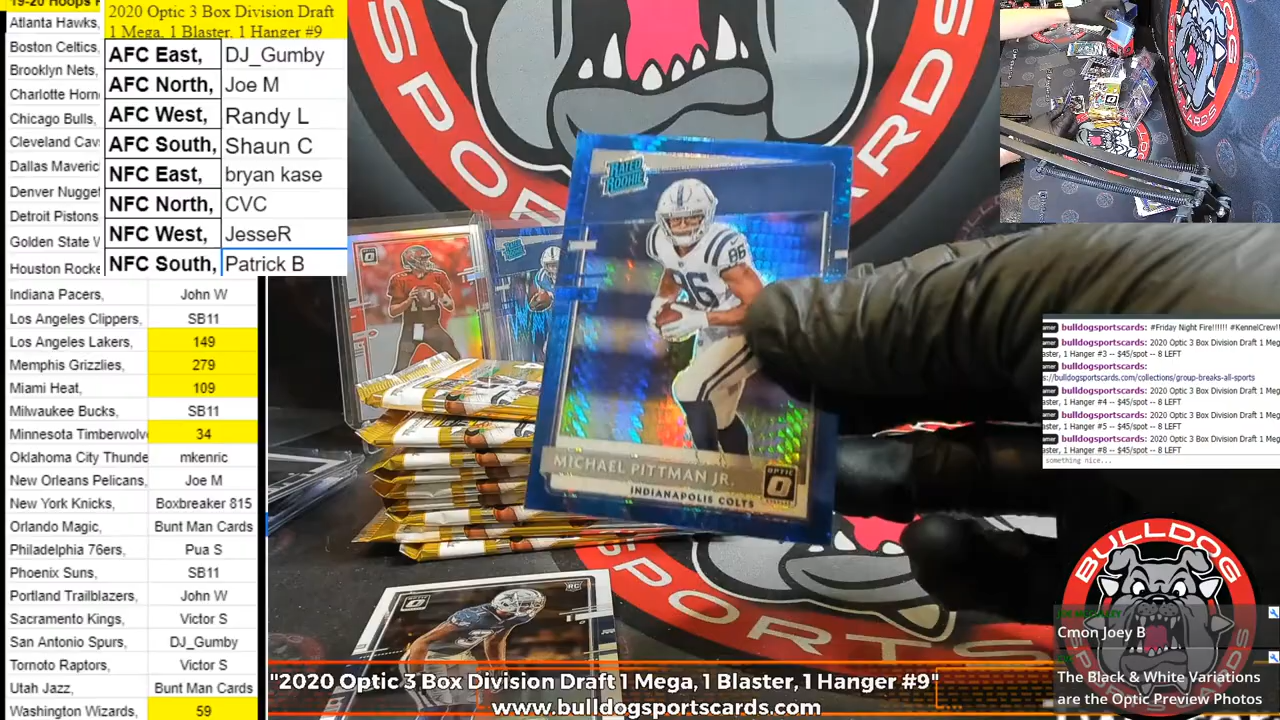 19-20 Hoops
Atlanta Hawks,
Boston Celtics,
Brooklyn Nets,
Charlotte Horn
Chicago Bulls,
Cleveland Cav
Dallas Maveric
Denver Nugget
Detroit Pistons
Golden State
Houston Rocke
Indiana Pacers, John W
Los Angeles Clippers, SB11
Los Angeles Lakers, 149
Memphis Grizzlies, 279
Miami Heat, 109
Milwaukee Bucks, SB11
Minnesota Timberwolv 34
Oklahoma City Thunde mkenric
New Orleans Pelicans, Joe M
New York Knicks, Boxbreaker 815
Orlando Magic, Bunt Man Cards
Philadelphia 76ers, Pua S
Phoenix Suns, SB11
Portland Trailblazers, John W
Sacramento Kings, Victor S
San Antonio Spurs, DJ_Gumby
Tornoto Raptors, Victor S
Utah Jazz, Bunt Man Cards
Washington Wizards, 59
2020 Optic 3 Box Division Draft
1 Mega, 1 Blaster, 1 Hanger #9
AFC East, DJ_Gumby
AFC North, Joe M
AFC West, Randy L
AFC South, Shaun C
NFC East, bryan kase
NFC North, CVC
NFC West, JesseR
NFC South, Patrick B
SPORTS CARDS
RATED
ROOKIE
86
86
MICHAEL PITTMAN JR.
INDIANAPOLIS COLTS
OPTIC
RC
bulldogsportscards: #Friday Night Fire!!!!!! #KennelCrew!!
bulldogsportscards: 2020 Optic 3 Box Division Draft 1 Meg
aster, 1 Hanger #3 -- $45/spot -- 8 LEFT
bulldogsportscards:
s://bulldogsportscards.com/collections/group-breaks-all-sports
bulldogsportscards: 2020 Optic 3 Box Division Draft 1 Meg
aster, 1 Hanger #4 -- $45/spot -- 8 LEFT
bulldogsportscards: 2020 Optic 3 Box Division Draft 1 Meg
aster, 1 Hanger #5 -- $45/spot -- 8 LEFT
bulldogsportscards: 2020 Optic 3 Box Division Draft 1 Meg
aster, 1 Hanger #8 -- $45/spot -- 8 LEFT
something nice...
BULLDOG
Cmon Joey B
The Black & White Variations
are the Optic Preview Photos
"2020 Optic 3 Box Division Draft 1 Mega, 1 Blaster, 1 Hanger #9"
www.bulldogsportscards.com